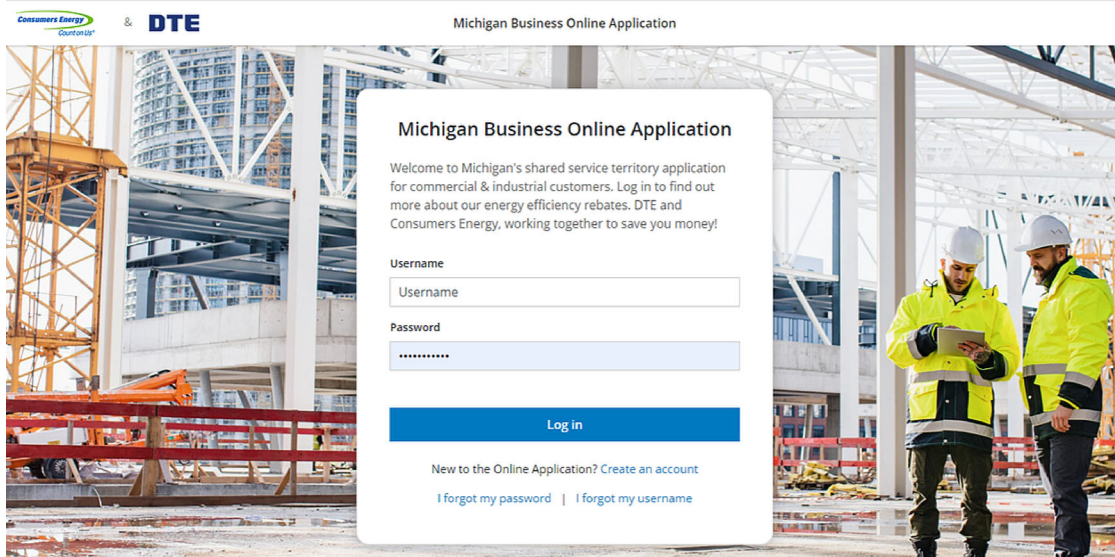 Consumers Energy
Count on Us®
& DTE
Michigan Business Online Application
Michigan Business Online Application
Welcome to Michigan's shared service territory application
for commercial & industrial customers. Log in to find out
more about our energy efficiency rebates. DTE and
Consumers Energy, working together to save you money!
Username
Username
Password
•••••••••••
Log in
New to the Online Application? Create an account
I forgot my password | I forgot my username